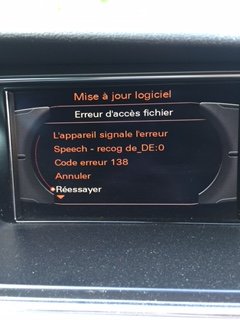 Mise à jour logiciel
Erreur d'accès fichier
L'appareil signale l'erreur
Speech - recog de_DE:0
Code erreur 138
Annuler
Réessayer